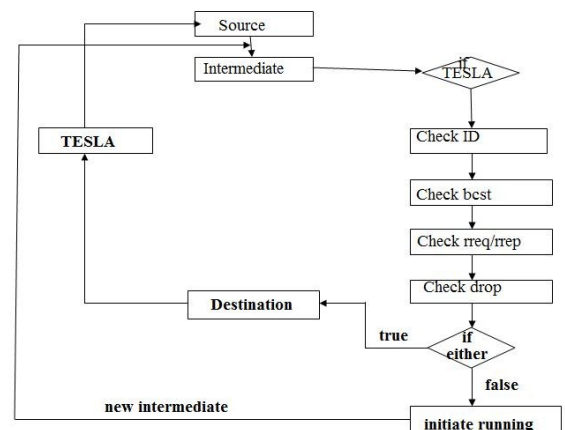 Source
Intermediate
if
TESLA
TESLA
Check ID
Check bcst
Check rreq/rrep
Check drop
Destination
true
if
either
false
new intermediate
initiate running